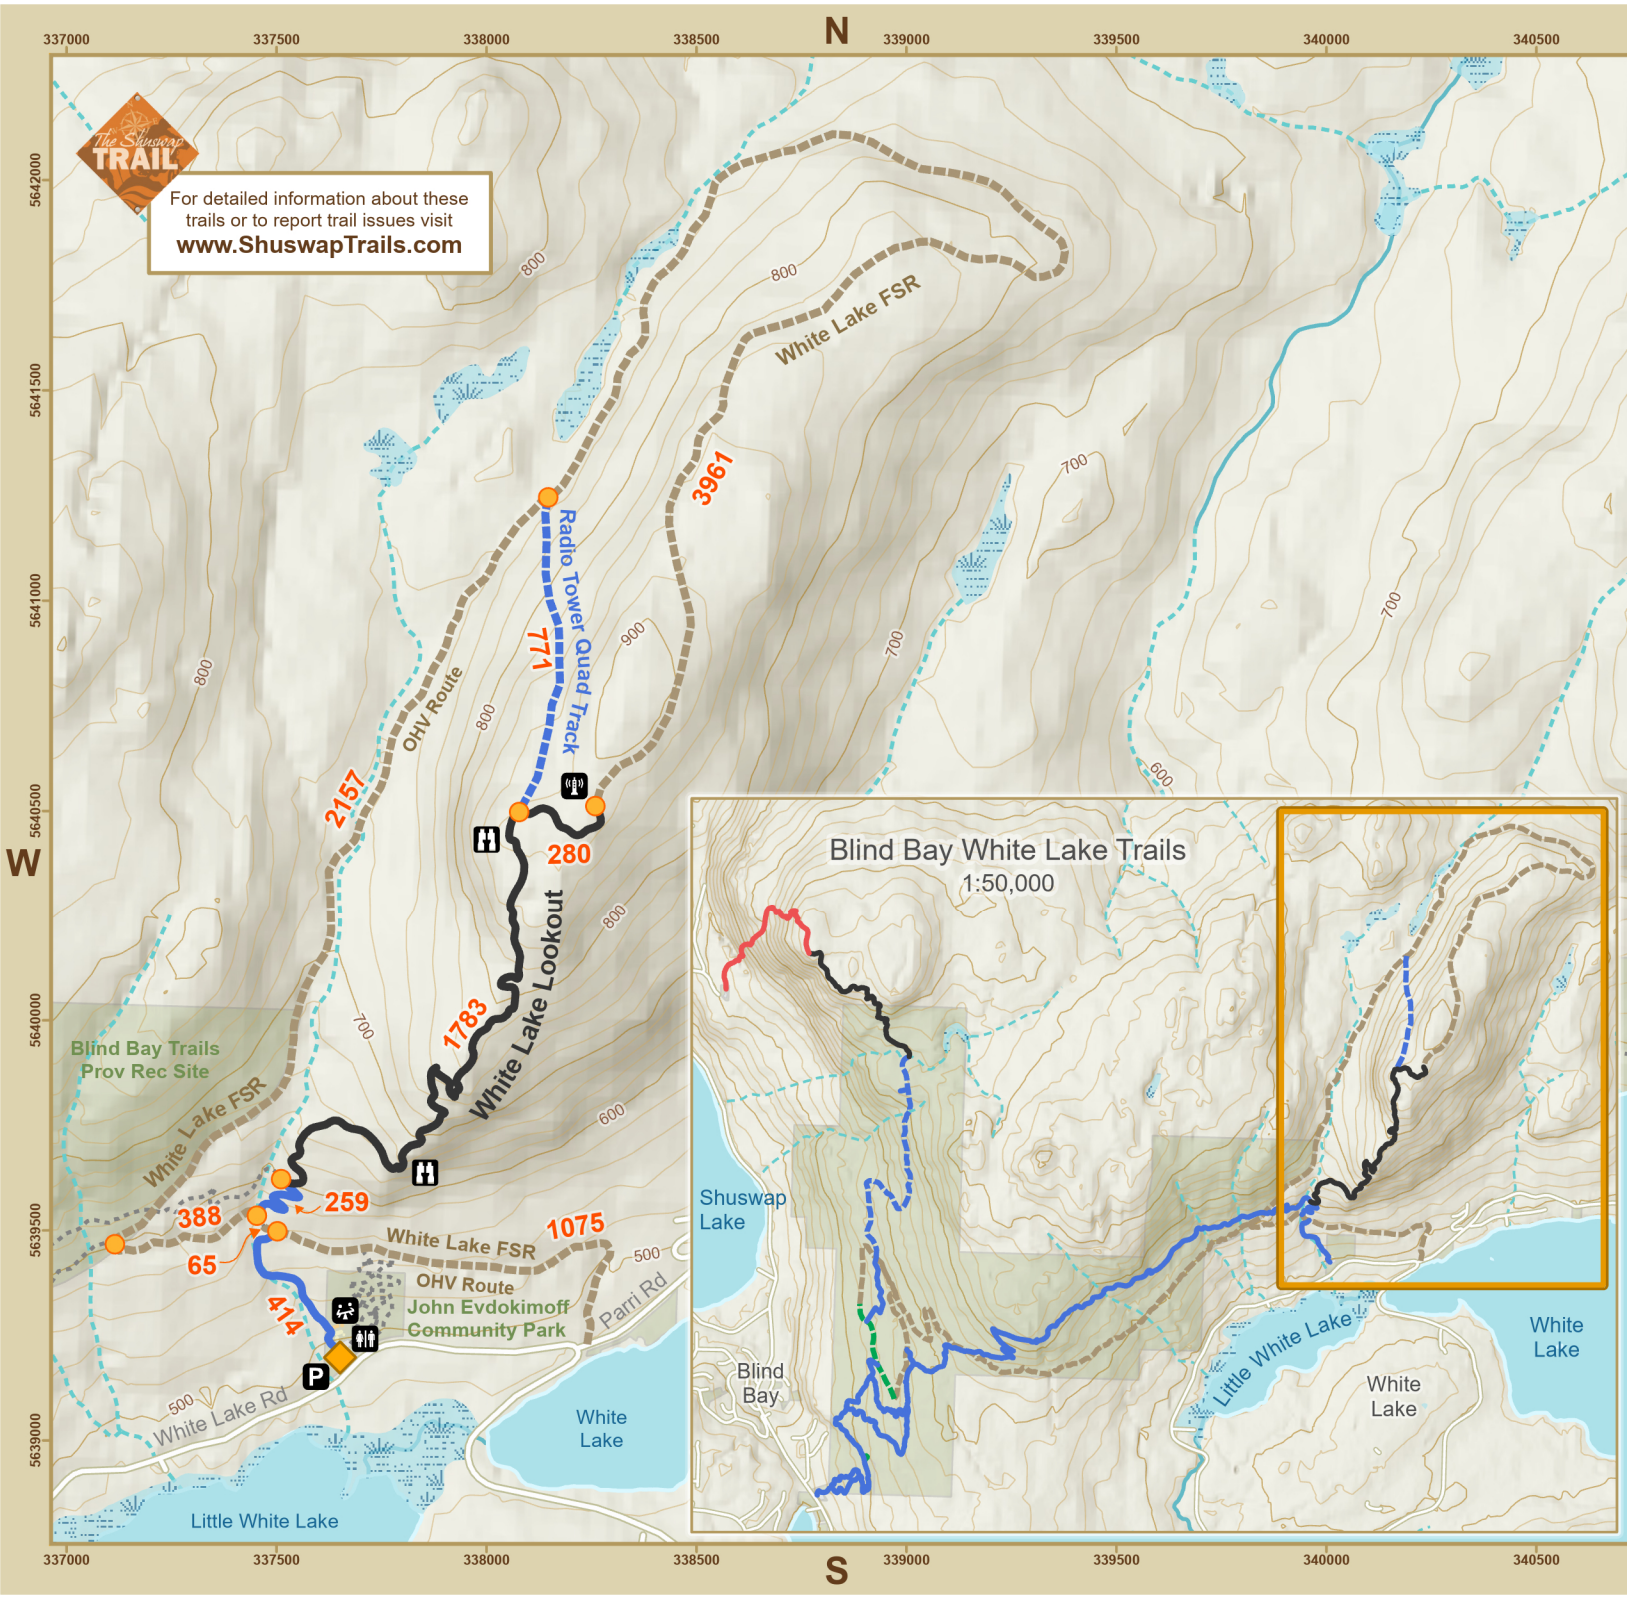 N
337000
337500
338000
338500
339000
339500
340000
340500
The Shuswap
TRAIL
For detailed information about these
trails or to report trail issues visit
www.ShuswapTrails.com
5642000
5641500
5641000
5640500
5640000
5639500
5639000
W
800
800
White Lake FSR
3961
700
Radio Tower Quad Track
771
900
700
700
800
OHV Route
800
2157
600
280
800
White Lake Lookout
1783
700
Blind Bay Trails
Prov Rec Site
White Lake FSR
600
388
259
65
White Lake FSR
1075
500
OHV Route
414
John Evdokimoff
Community Park
Parri Rd
P
500
White Lake Rd
White
Lake
Little White Lake
Blind Bay White Lake Trails
1:50,000
Shuswap
Lake
Blind
Bay
Little White Lake
White
Lake
White
Lake
337000
337500
338000
338500
339000
339500
340000
340500
S